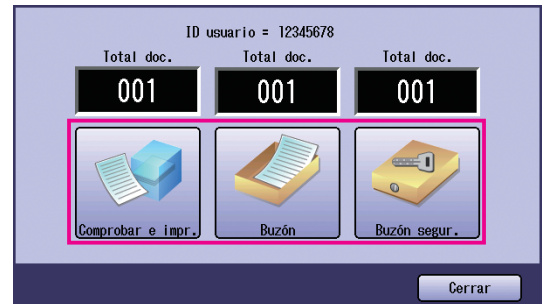 ID usuario = 12345678
Total doc. Total doc. Total doc.
001 001 001
Comprobar e impr. Buzón Buzón segur.
Cerrar